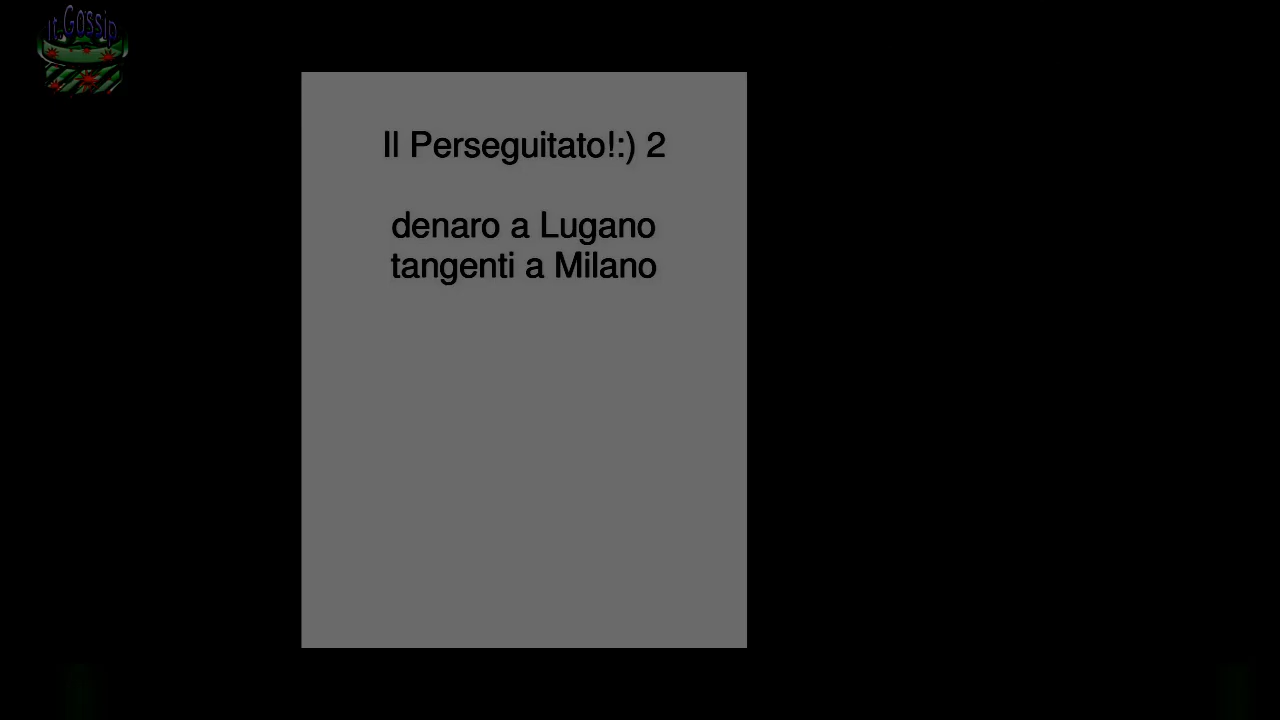 Il Gossip
Il Perseguitato!:) 2
denaro a Lugano
tangenti a Milano